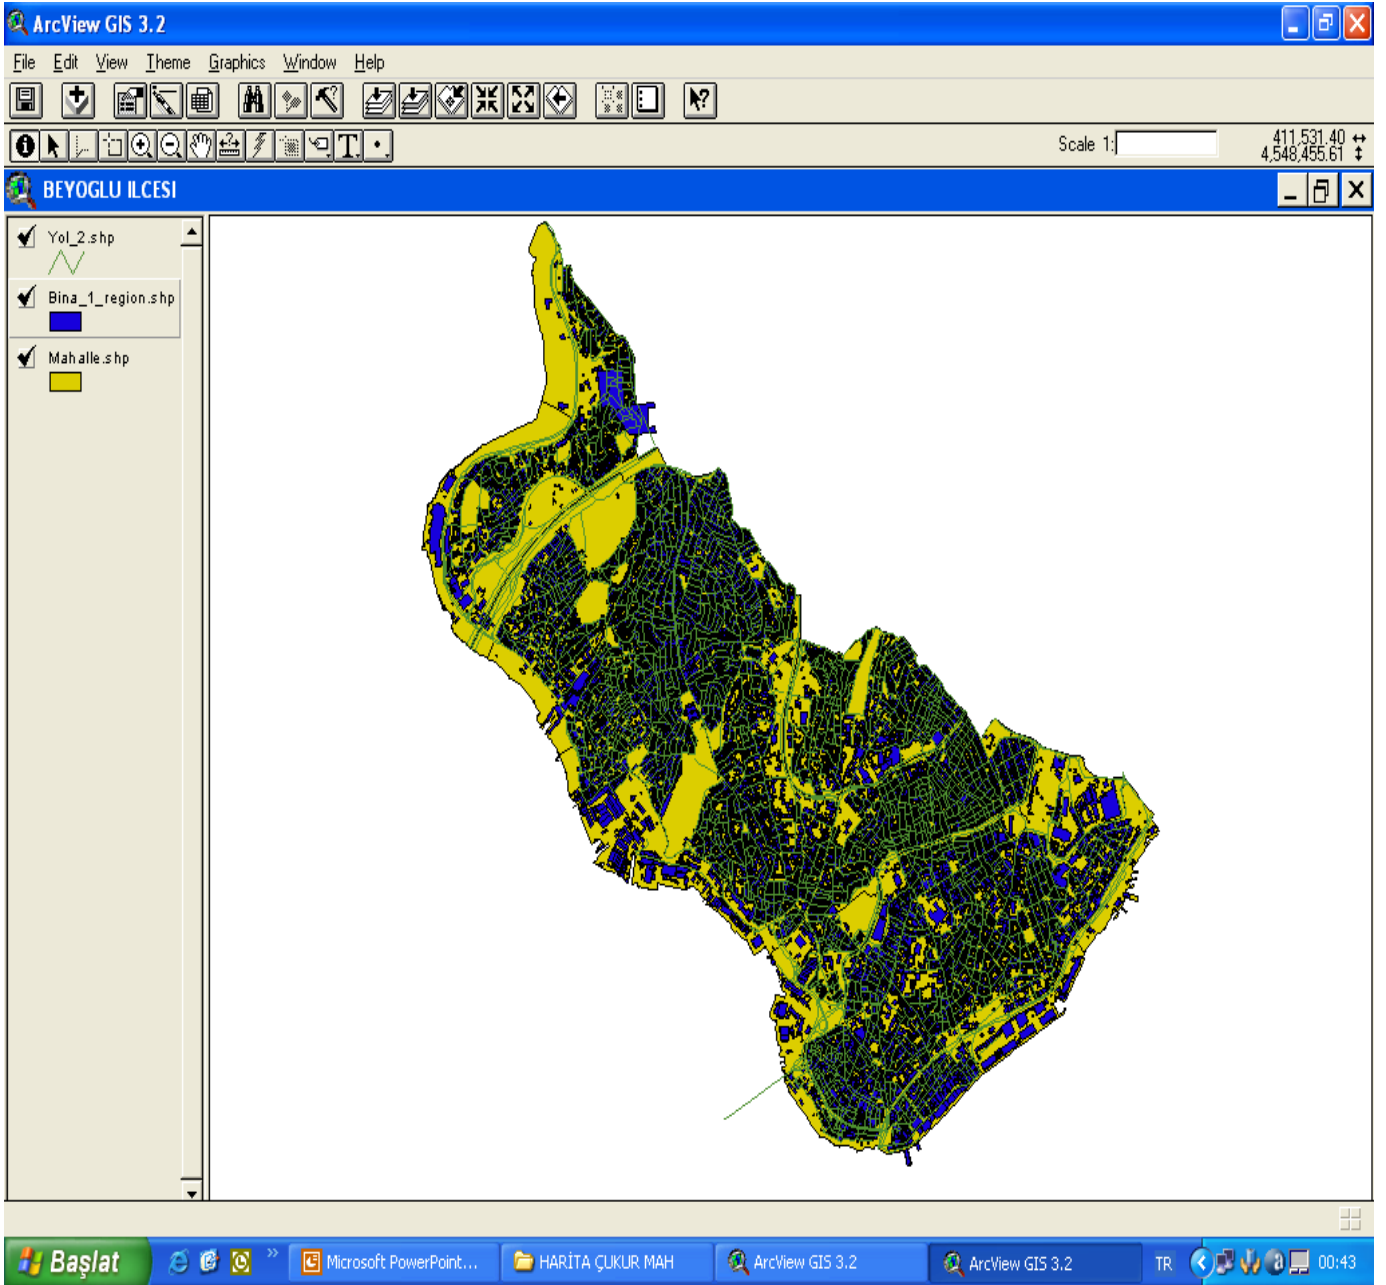 ArcView GIS 3.2
File Edit View Theme Graphics Window Help
Scale 1:
411,531.40
4,548,455.61
BEYOGLU ILCESI
Yol_2.shp
Bina_1_region.shp
Mahalle.shp
Başlat
Microsoft PowerPoint...
HARİTA ÇUKUR MAH
ArcView GIS 3.2
ArcView GIS 3.2
TR
00:43